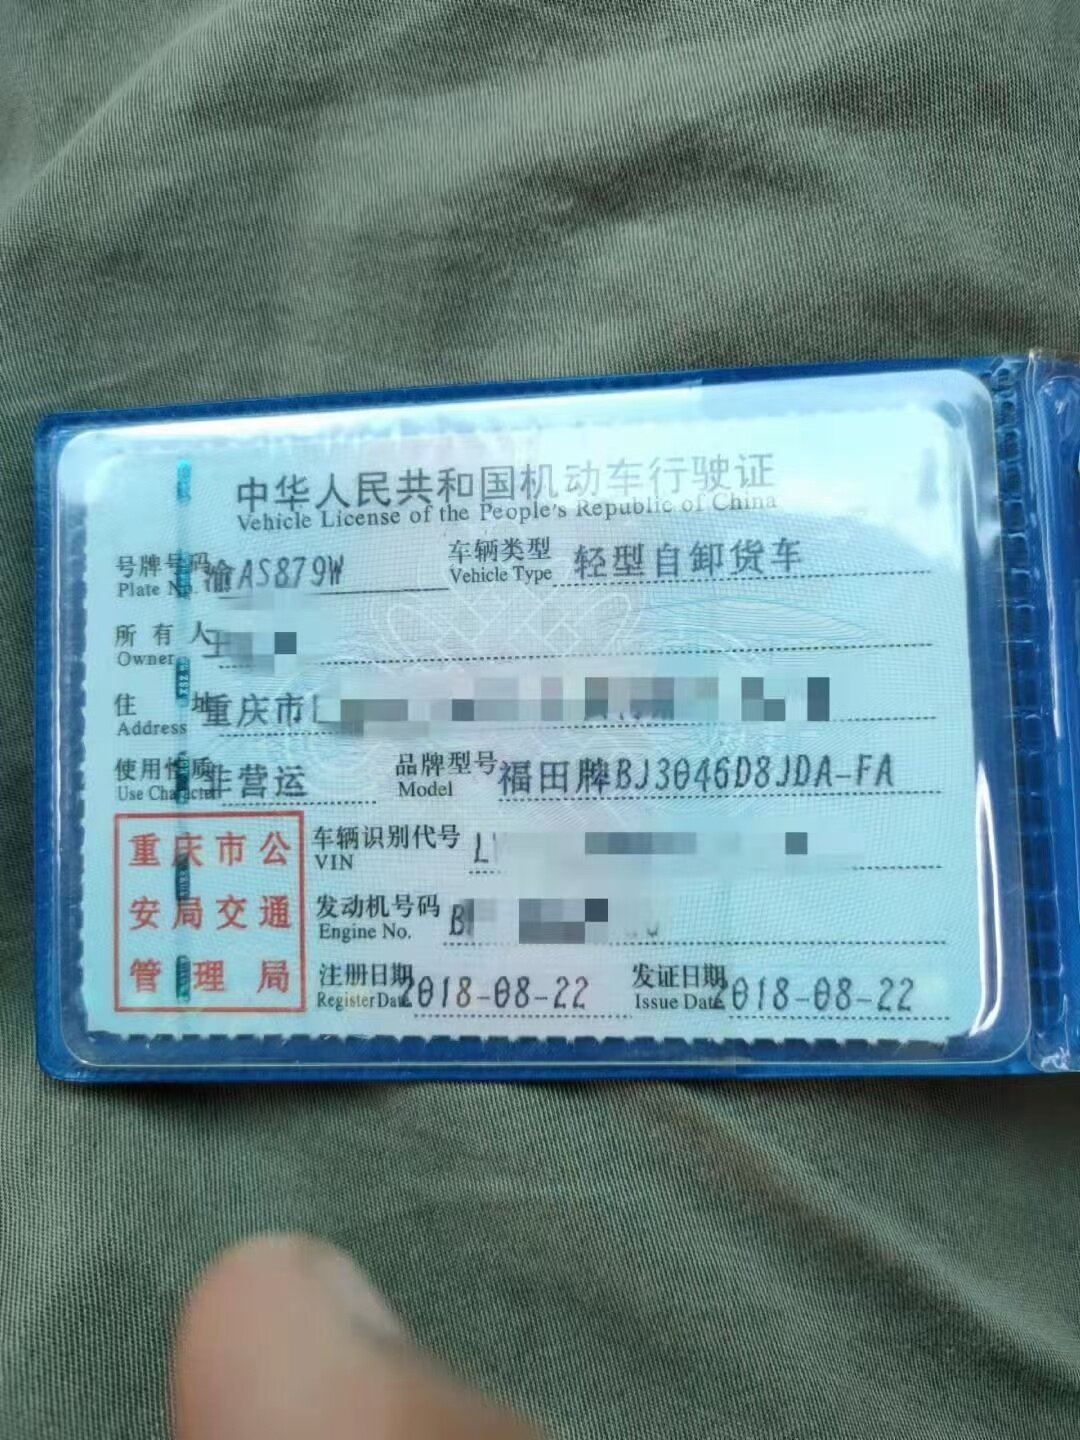 中华人民共和国机动车行驶证
Vehicle License of the People's Republic of China
号牌号码 渝AS879W 车辆类型 轻型自卸货车
Plate No. Vehicle Type
所有人
Owner
住址 重庆市
Address
使用性质 非营运 品牌型号 福田牌BJ3046D8JDA-FA
Use Character Model
重庆市公
安局交通
管理局
车辆识别代号 L
VIN
发动机号码 B
Engine No.
注册日期 2018-08-22 发证日期 2018-08-22
Register Date Issue Date